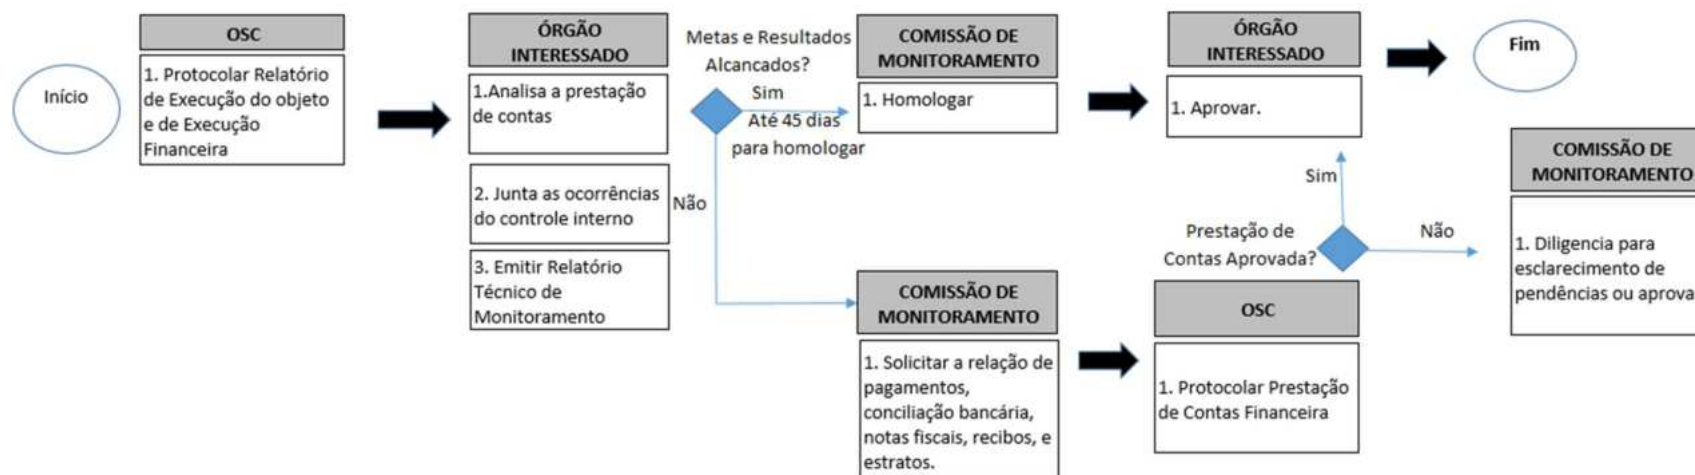 Início
OSC
1. Protocolar Relatório
de Execução do objeto
e de Execução
Financeira
ÓRGÃO
INTERESSADO
1.Analisa a prestação
de contas
2. Junta as ocorrências
do controle interno
3. Emitir Relatório
Técnico de
Monitoramento
Metas e Resultados
Alcancados?
Sim
Até 45 dias
para homologar
Não
COMISSÃO DE
MONITORAMENTO
1. Homologar
ÓRGÃO
INTERESSADO
1. Aprovar.
Fim
COMISSÃO DE
MONITORAMENTO
1. Solicitar a relação de
pagamentos,
conciliação bancária,
notas fiscais, recibos, e
estratos.
OSC
1. Protocolar Prestação
de Contas Financeira
Prestação de
Contas Aprovada?
Sim
Não
COMISSÃO DE
MONITORAMENTO
1. Diligencia para
esclarecimento de
pendências ou aprova